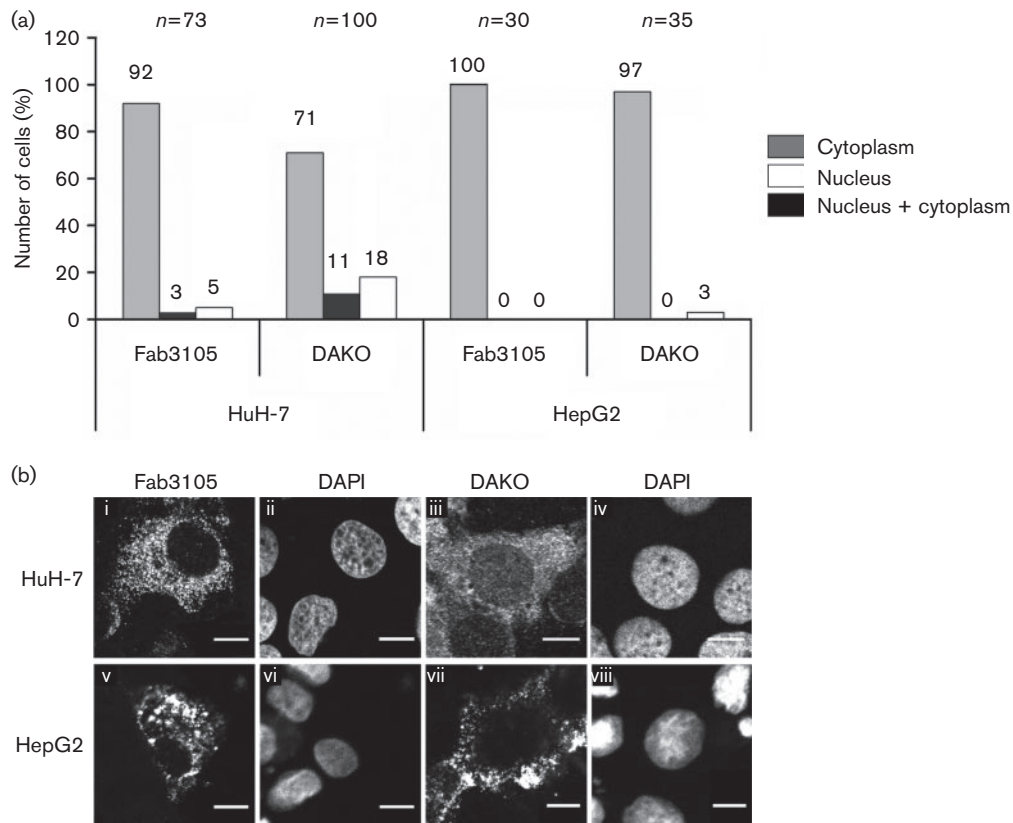 (a)
n=73 n=100 n=30 n=35
Number of cells (%)
120
100
80
60
40
20
0
92 3 5
71 11 18
100 0 0
97 0 3
Cytoplasm
Nucleus
Nucleus + cytoplasm
Fab3105 DAKO Fab3105 DAKO
HuH-7 HepG2
(b)
Fab3105 DAPI DAKO DAPI
HuH-7
i ii iii iv
HepG2
v vi vii viii